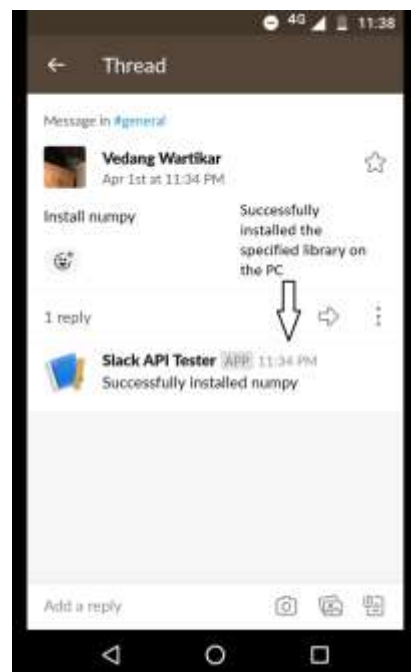 4G 11:38
Thread
Message in #general
Vedang Wartikar
Apr 1st at 11:34 PM
Install numpy
Successfully
installed the
specified library on
the PC
1 reply
Slack API Tester APP 11:34 PM
Successfully installed numpy
Add a reply